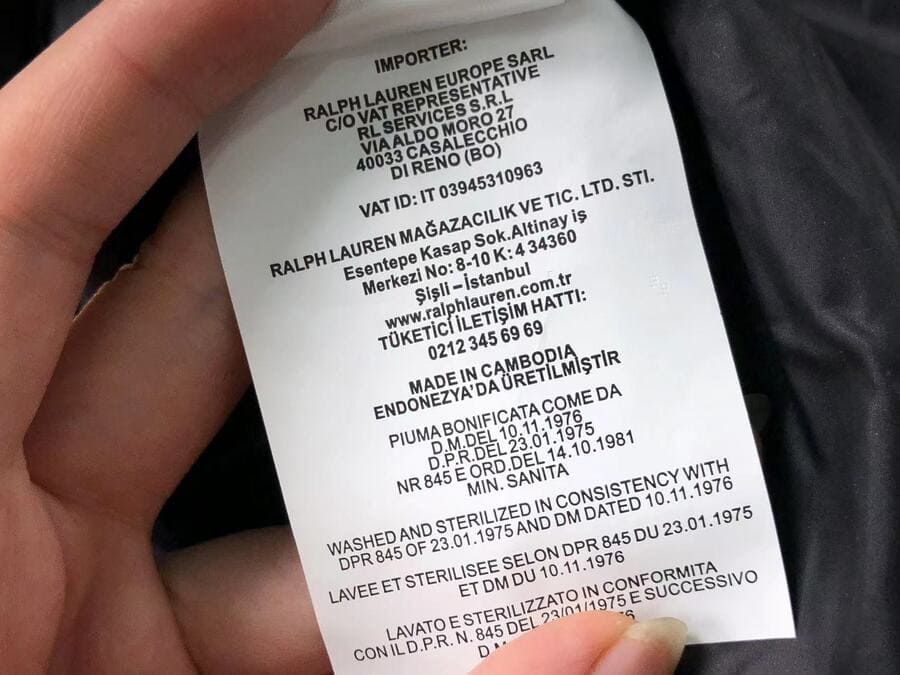 IMPORTER:
RALPH LAUREN EUROPE SARL
C/O VAT REPRESENTATIVE
RL SERVICES S.R.L
VIA ALDO MORO 27
40033 CASALECCHIO
DI RENO (BO)
VAT ID: IT 03945310963
RALPH LAUREN MAĞAZACILIK VE TIC. LTD. STI.
Esentepe Kasap Sok.Altinay iş
Merkezi No: 8-10 K: 4 34360
Şişli – İstanbul
www.ralphlauren.com.tr
TÜKETİCİ İLETİŞİM HATTI:
0212 345 69 69
MADE IN CAMBODIA
ENDONEZYA'DA ÜRETİLMİŞTİR
PIUMA BONIFICATA COME DA
D.M.DEL 10.11.1976
D.P.R.DEL 23.01.1975
NR 845 E ORD.DEL 14.10.1981
MIN. SANITA
WASHED AND STERILIZED IN CONSISTENCY WITH
DPR 845 OF 23.01.1975 AND DM DATED 10.11.1976
LAVEE ET STERILISEE SELON DPR 845 DU 23.01.1975
ET DM DU 10.11.1976
LAVATO E STERILIZZATO IN CONFORMITA
CON IL D.P.R. N. 845 DEL 23/01/1975 E SUCCESSIVO